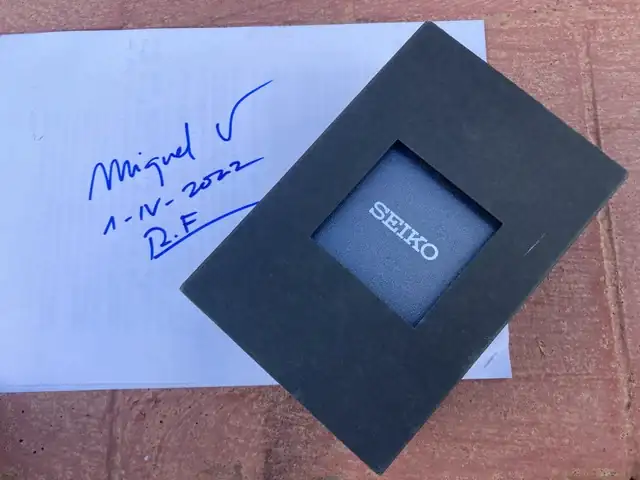 Miguel V
1-IV-2022
R.F
SEIKO